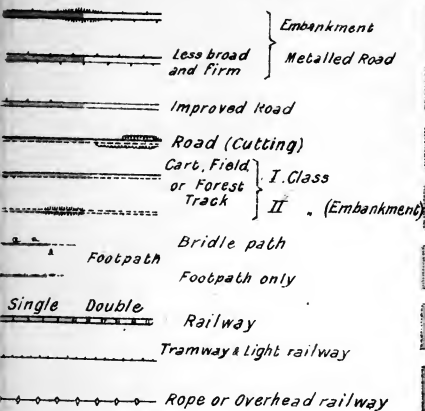 Embankment
Less broad Metalled Road
and firm
Improved Road
Road (Cutting)
Cart, Field, I. Class
or Forest
Track II „ (Embankment)
a a Bridle path
Footpath
Footpath only
Single Double
Railway
Tramway & Light railway
Rope or Overhead railway